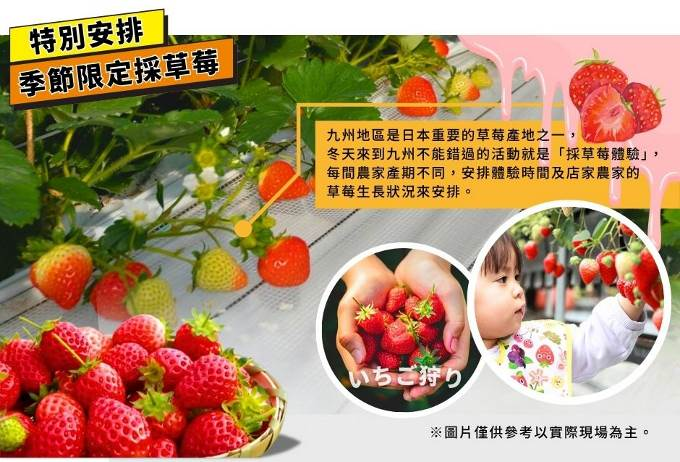 特別安排
季節限定採草莓
九州地區是日本重要的草莓產地之一，
冬天來到九州不能錯過的活動就是「採草莓體驗」，
每間農家產期不同，安排體驗時間及店家農家的
草莓生長狀況來安排。
いちご狩り
※圖片僅供參考以實際現場為主。